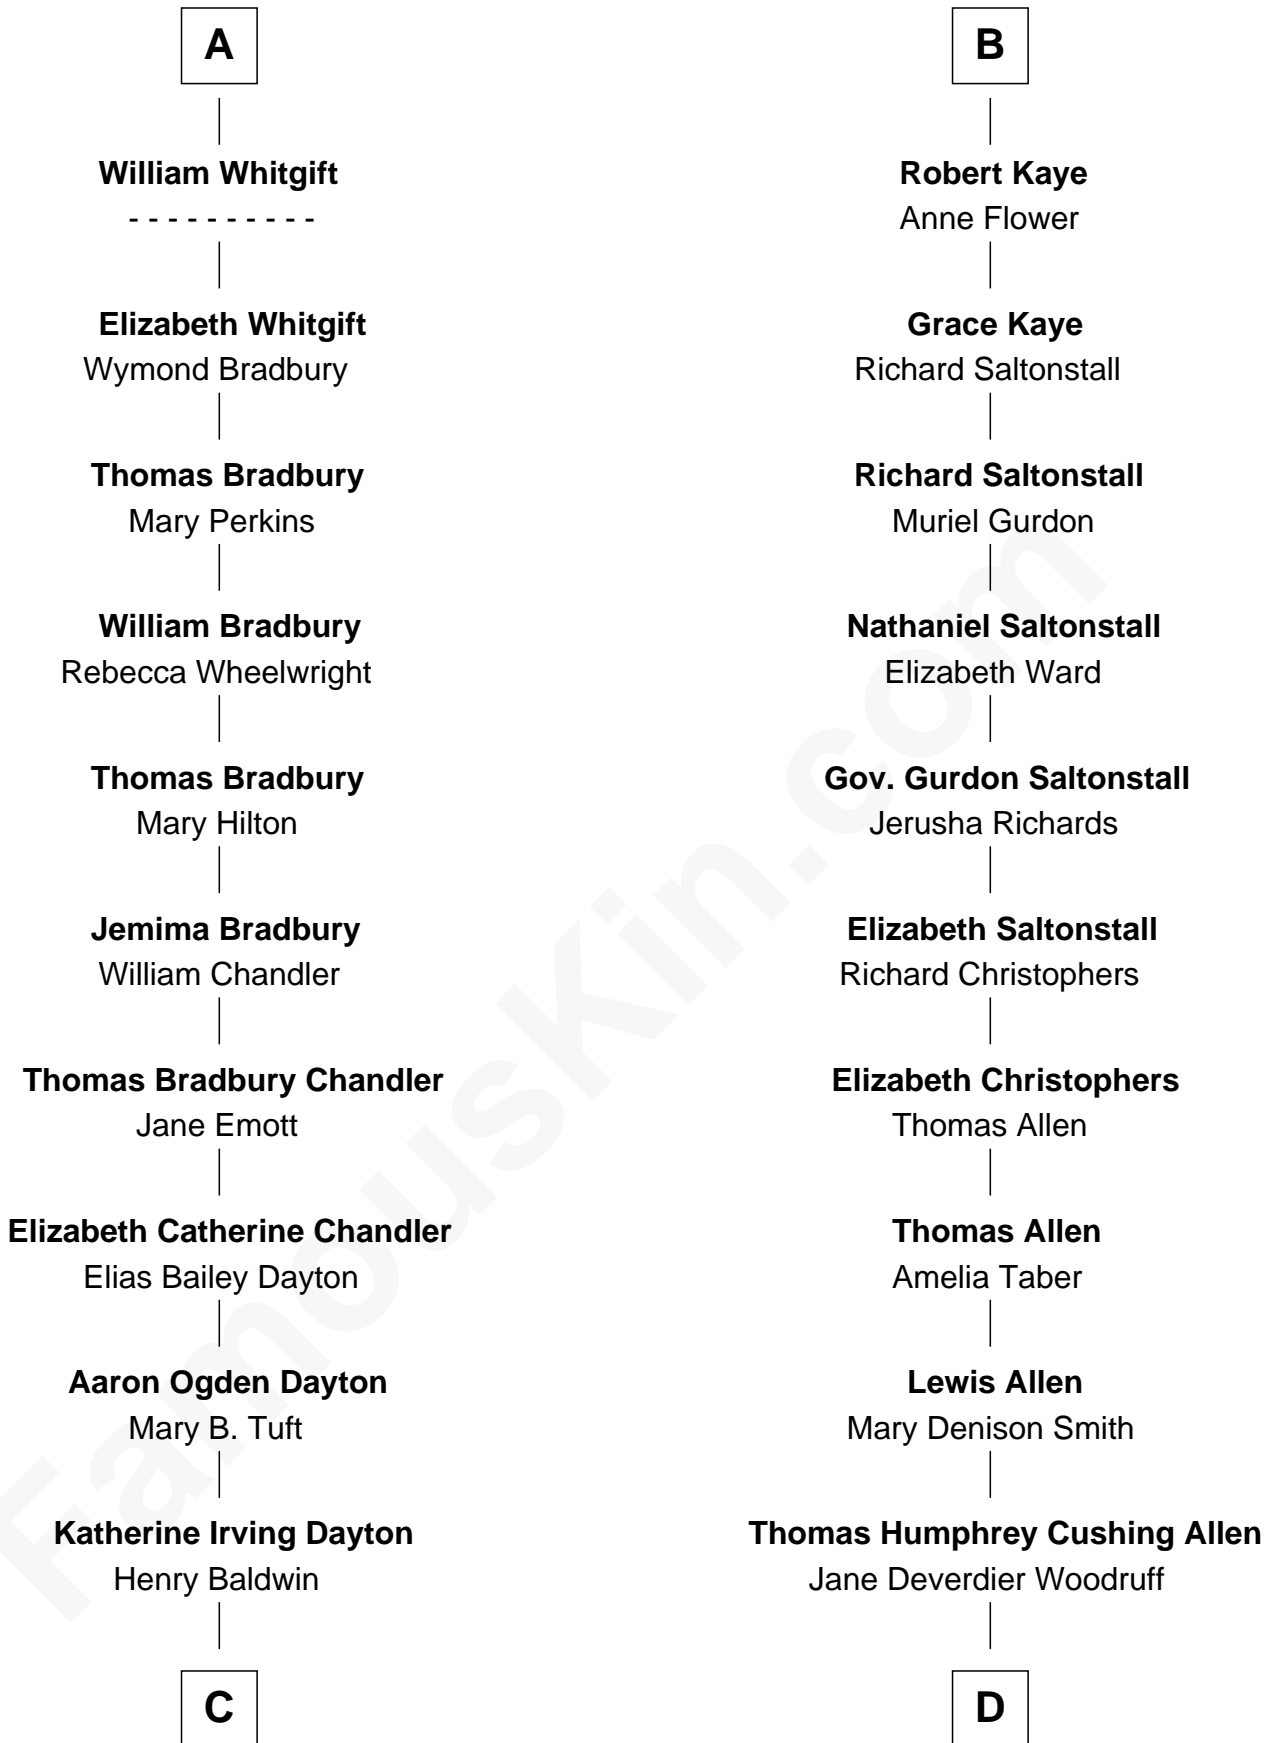 A
William Whitgift
- - - - - - - - - -
Elizabeth Whitgift
Wymond Bradbury
Thomas Bradbury
Mary Perkins
William Bradbury
Rebecca Wheelwright
Thomas Bradbury
Mary Hilton
Jemima Bradbury
William Chandler
Thomas Bradbury Chandler
Jane Emott
Elizabeth Catherine Chandler
Elias Bailey Dayton
Aaron Ogden Dayton
Mary B. Tuft
Katherine Irving Dayton
Henry Baldwin
C
B
Robert Kaye
Anne Flower
Grace Kaye
Richard Saltonstall
Richard Saltonstall
Muriel Gurdon
Nathaniel Saltonstall
Elizabeth Ward
Gov. Gurdon Saltonstall
Jerusha Richards
Elizabeth Saltonstall
Richard Christophers
Elizabeth Christophers
Thomas Allen
Thomas Allen
Amelia Taber
Lewis Allen
Mary Denison Smith
Thomas Humphrey Cushing Allen
Jane Deverdier Woodruff
D
FamousKin.com